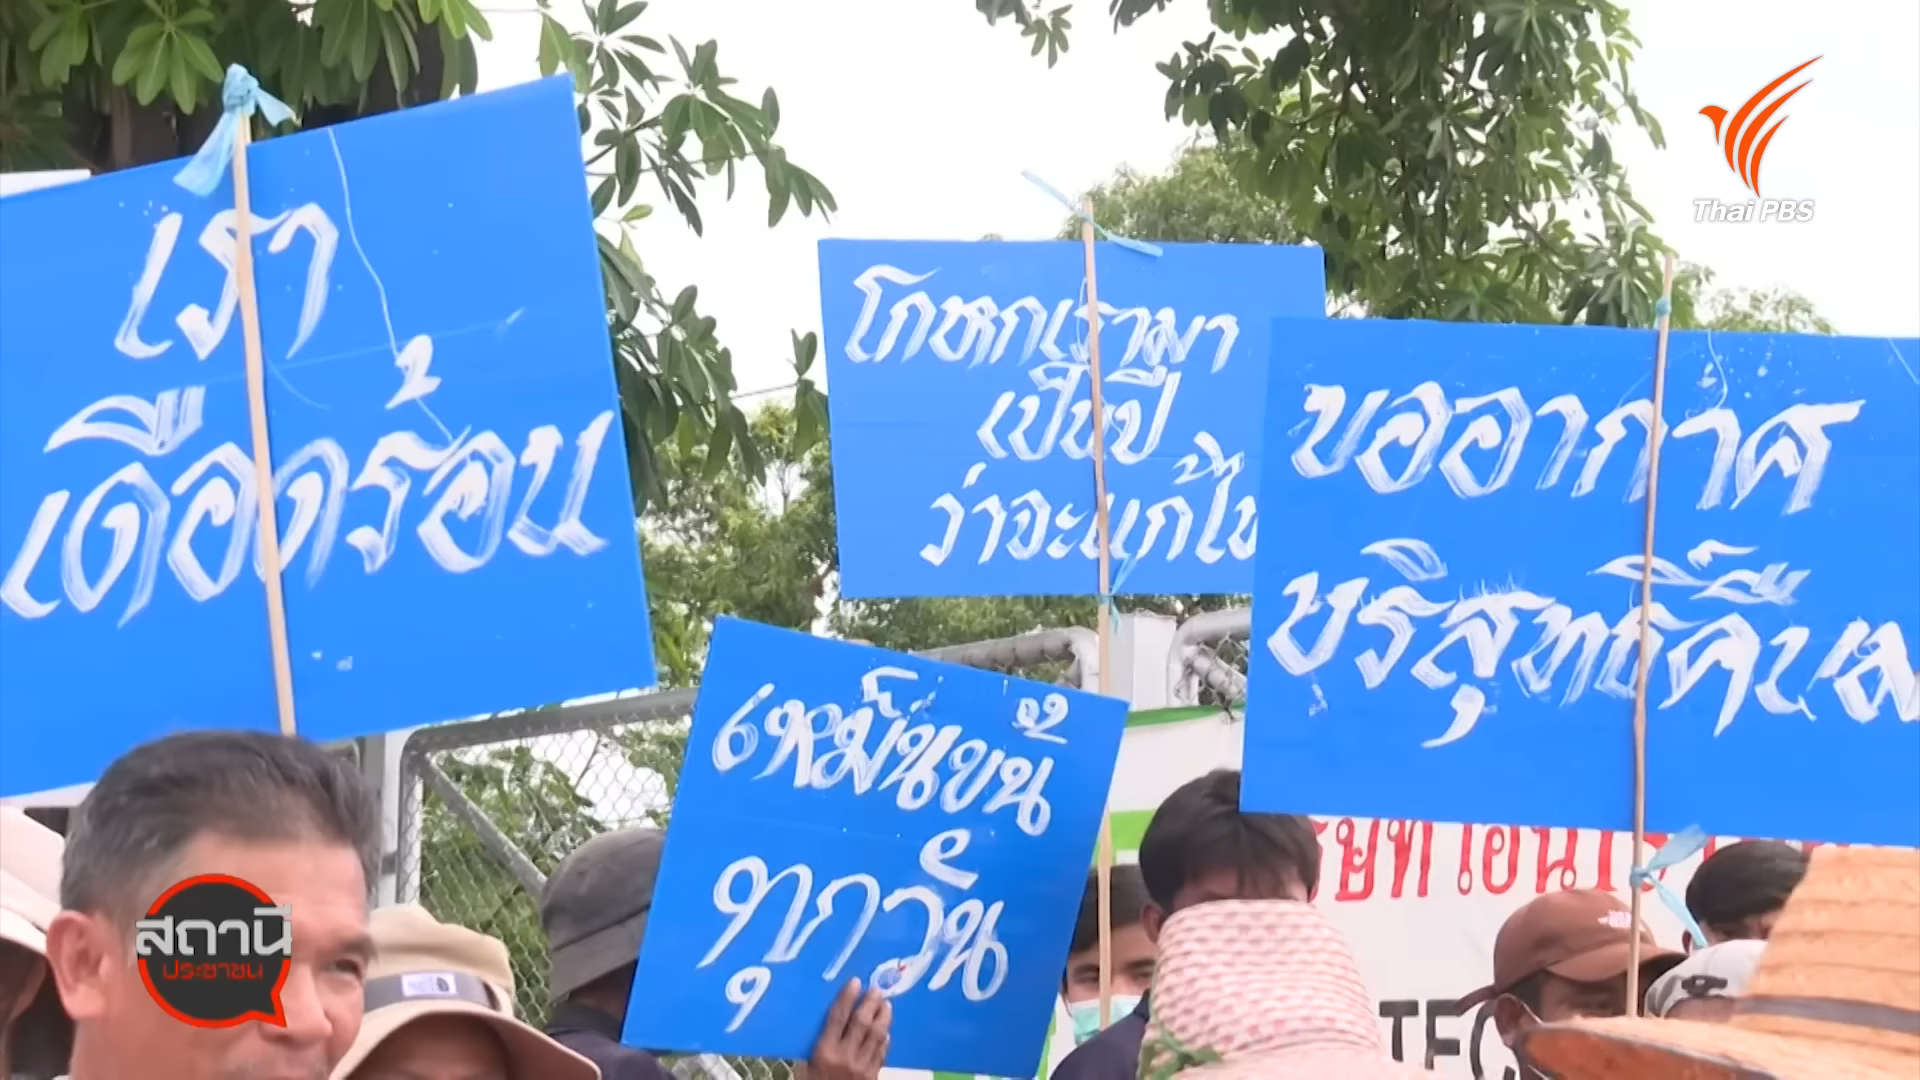 เรา
เดือดร้อน
โกหกเรามา
เป็นปี
ว่าจะแก้ไข
ขออากาศ
บริสุทธิ์คืนม
เหม็นขี้
ทุกวัน
Thai PBS
สถานี
ประชาชน
TEC